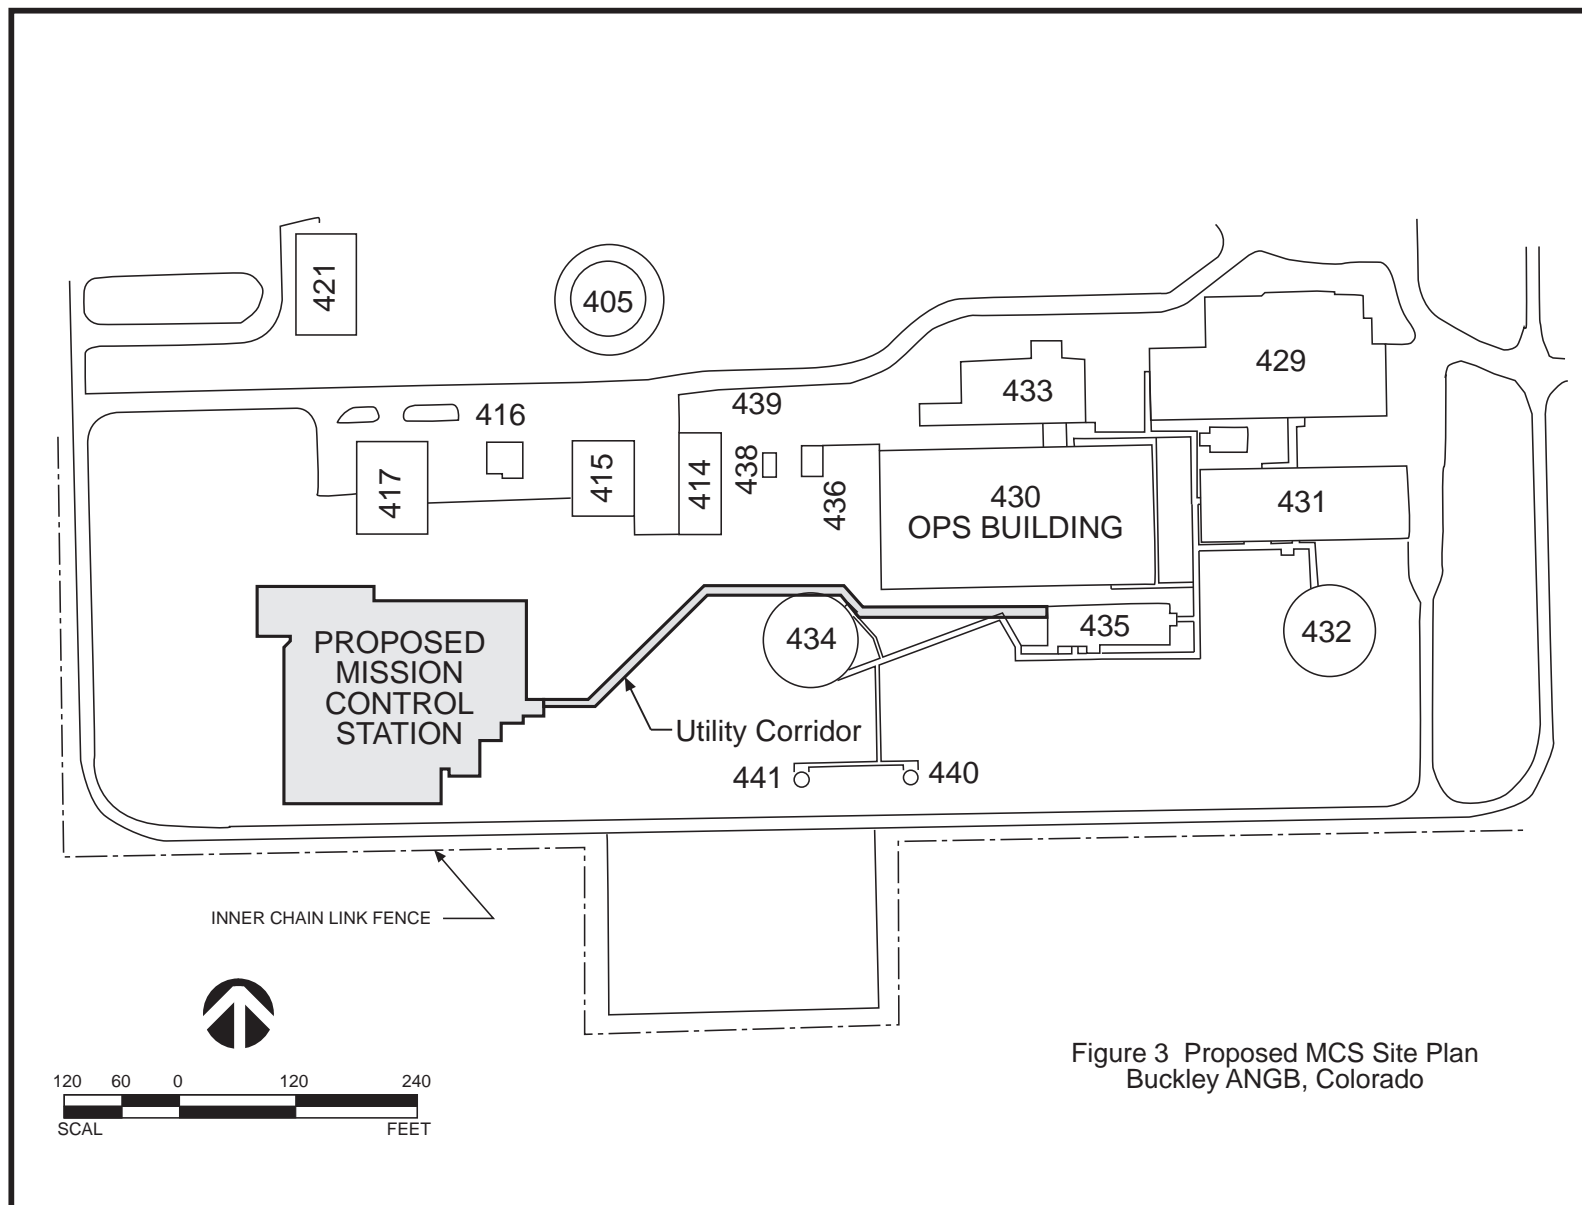 421
405
429
433
439
416
417
415
414
438
436
430
OPS BUILDING
431
PROPOSED
MISSION
CONTROL
STATION
434
435
432
Utility Corridor
441
440
INNER CHAIN LINK FENCE
120 60 0 120 240
SCAL FEET
Figure 3 Proposed MCS Site Plan
Buckley ANGB, Colorado